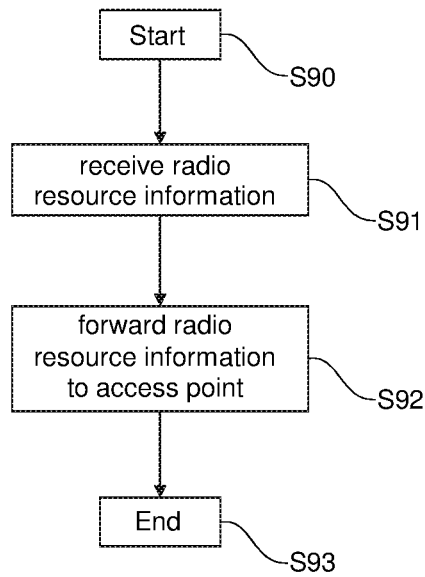 Start
S90
receive radio
resource information
S91
forward radio
resource information
to access point
S92
End
S93